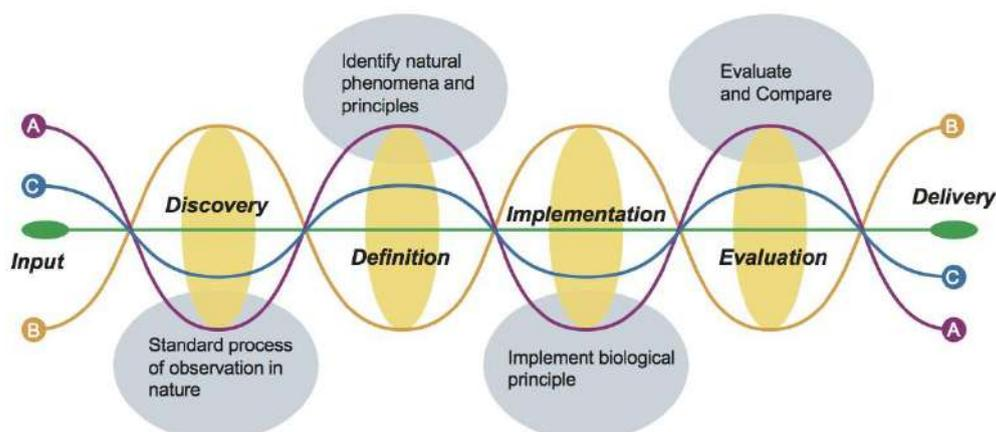 Identify natural
phenomena and
principles
Evaluate
and Compare
A
B
C
Discovery
Implementation
Delivery
Input
Definition
Evaluation
C
B
A
Standard process
of observation in
nature
Implement biological
principle